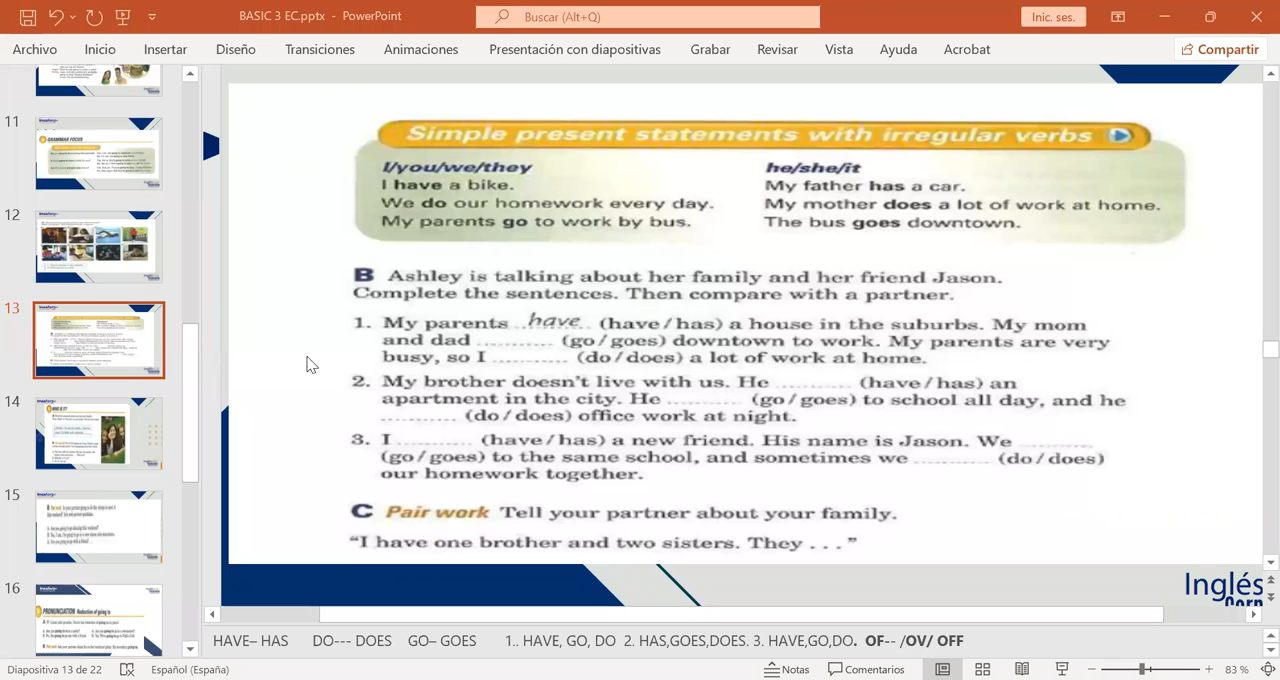 BASIC 3 EC.pptx - PowerPoint
Buscar (Alt+Q)
Inic. ses.
Archivo Inicio Insertar Diseño Transiciones Animaciones Presentación con diapositivas Grabar Revisar Vista Ayuda Acrobat Compartir
11
GRAMMAR FOCUS
12
13
14
WHO IS IT?
15
16
PRONUNCIATION Reduction of going to
Simple present statements with irregular verbs
I/you/we/they he/she/it
I have a bike. My father has a car.
We do our homework every day. My mother does a lot of work at home.
My parents go to work by bus. The bus goes downtown.
B Ashley is talking about her family and her friend Jason.
Complete the sentences. Then compare with a partner.
1. My parents ..have.. (have / has) a house in the suburbs. My mom
and dad .......... (go / goes) downtown to work. My parents are very
busy, so I .......... (do / does) a lot of work at home.
2. My brother doesn't live with us. He .......... (have / has) an
apartment in the city. He .......... (go / goes) to school all day, and he
.......... (do / does) office work at night.
3. I .......... (have / has) a new friend. His name is Jason. We ..........
(go / goes) to the same school, and sometimes we .......... (do / does)
our homework together.
C Pair work Tell your partner about your family.
"I have one brother and two sisters. They . . . "
Inglés
Corp
HAVE– HAS DO--- DOES GO– GOES 1. HAVE, GO, DO 2. HAS,GOES,DOES 3. HAVE,GO,DO. OF-- /OV/ OFF
Diapositiva 13 de 22 Español (España) Notas Comentarios 83 %